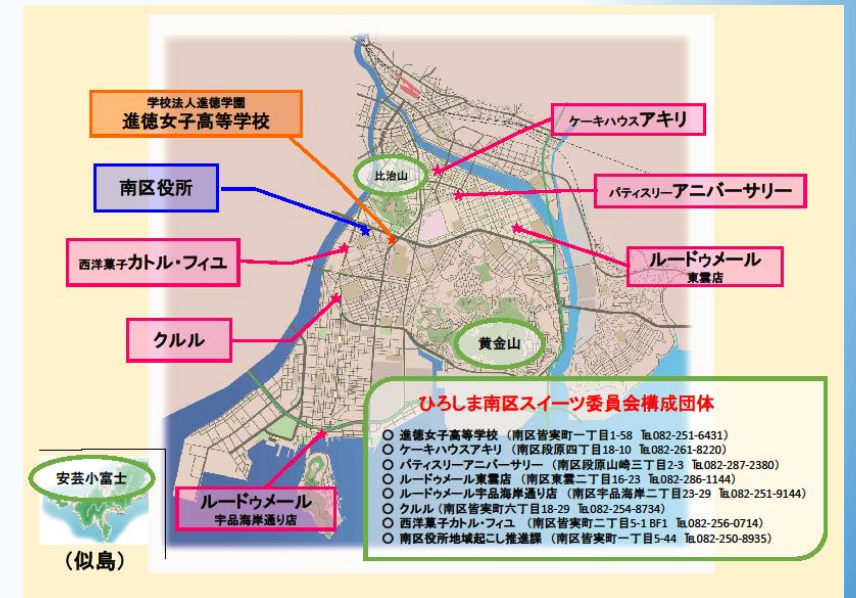 学校法人進徳学園
進徳女子高等学校
ケーキハウスアキリ
比治山
南区役所
パティスリーアニバーサリー
西洋菓子カトル・フィユ
ルードゥメール
東雲店
クルル
黄金山
ひろしま南区スイーツ委員会構成団体
○ 進徳女子高等学校 (南区皆実町一丁目1-58 ℡082-251-6431)
○ ケーキハウスアキリ (南区段原四丁目18-10 ℡082-261-8220)
○ パティスリーアニバーサリー (南区段原山崎三丁目2-3 ℡082-287-2380)
○ ルードゥメール東雲店 (南区東雲二丁目16-23 ℡082-286-1144)
○ ルードゥメール宇品海岸通り店 (南区宇品海岸二丁目23-29 ℡082-251-9144)
○ クルル (南区皆実町六丁目18-29 ℡082-254-8734)
○ 西洋菓子カトル・フィユ (南区皆実町二丁目5-1 BF1 ℡082-256-0714)
○ 南区役所地域起こし推進課 (南区皆実町一丁目5-44 ℡082-250-8935)
安芸小富士
(似島)
ルードゥメール
宇品海岸通り店